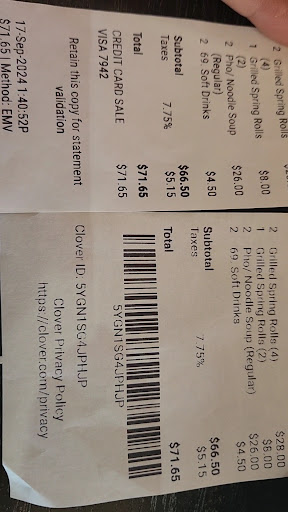 2 Grilled Spring Rolls
(4)
1 Grilled Spring Rolls $8.00
(2)
2 Pho/ Noodle Soup $26.00
(Regular)
2 69. Soft Drinks $4.50
Subtotal $66.50
Taxes 7.75% $5.15
Total $71.65
CREDIT CARD SALE $71.65
VISA 7942
Retain this copy for statement
validation
17-Sep-2024 1:40:52P
$71.65 | Method: EMV
2 Grilled Spring Rolls (4) $28.00
1 Grilled Spring Rolls (2) $8.00
2 Pho/ Noodle Soup (Regular) $26.00
2 69. Soft Drinks $4.50
Subtotal $66.50
Taxes 7.75% $5.15
Total $71.65
5YGN1SG4JPHJP
Clover ID: 5YGN1SG4JPHJP
Clover Privacy Policy
https://clover.com/privacy